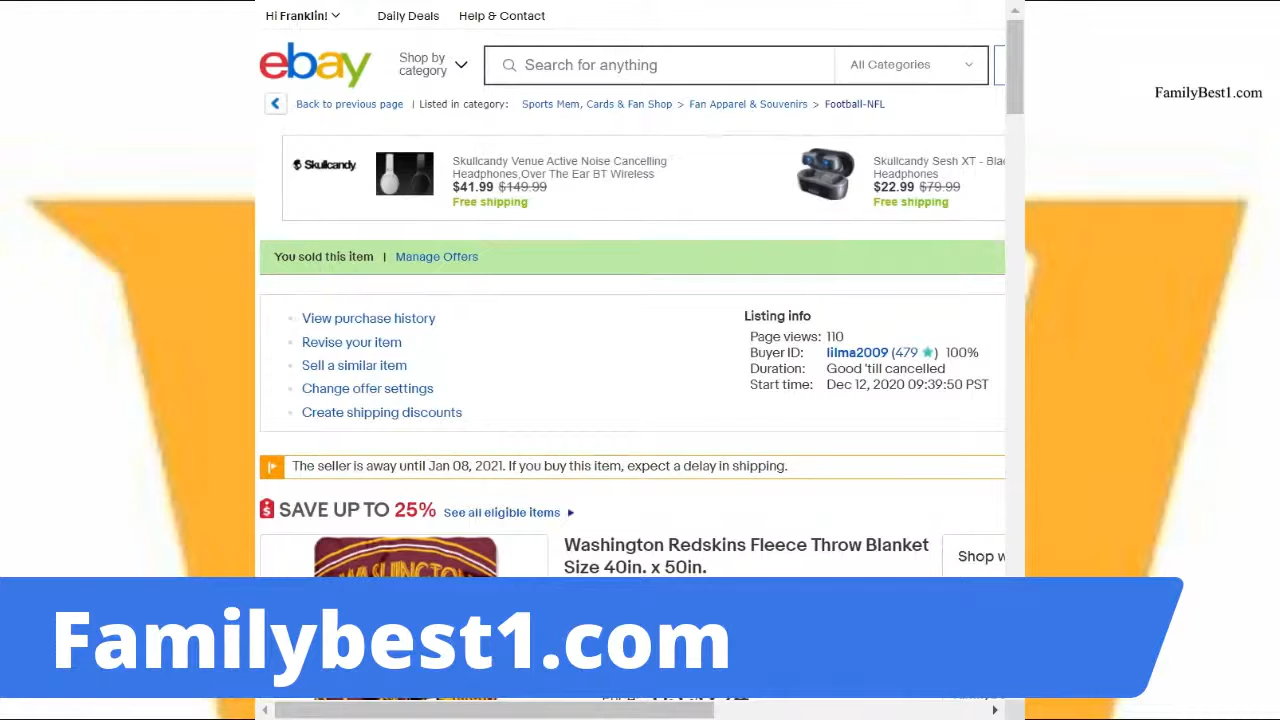 Hi Franklin! Daily Deals Help & Contact
ebay
Shop by
category
Search for anything
All Categories
FamilyBest1.com
Back to previous page | Listed in category: Sports Mem, Cards & Fan Shop > Fan Apparel & Souvenirs > Football-NFL
Skullcandy
Skullcandy Venue Active Noise Cancelling
Headphones,Over The Ear BT Wireless
$41.99 $149.99
Free shipping
Skullcandy Sesh XT - Bla
Headphones
$22.99 $79.99
Free shipping
You sold this item | Manage Offers
View purchase history
Revise your item
Sell a similar item
Change offer settings
Create shipping discounts
Listing info
Page views: 110
Buyer ID: lilma2009 (479 ) 100%
Duration: Good 'till cancelled
Start time: Dec 12, 2020 09:39:50 PST
The seller is away until Jan 08, 2021. If you buy this item, expect a delay in shipping.
SAVE UP TO 25% See all eligible items
WASHINGTON
Washington Redskins Fleece Throw Blanket
Size 40in. x 50in.
Shop w
Familybest1.com